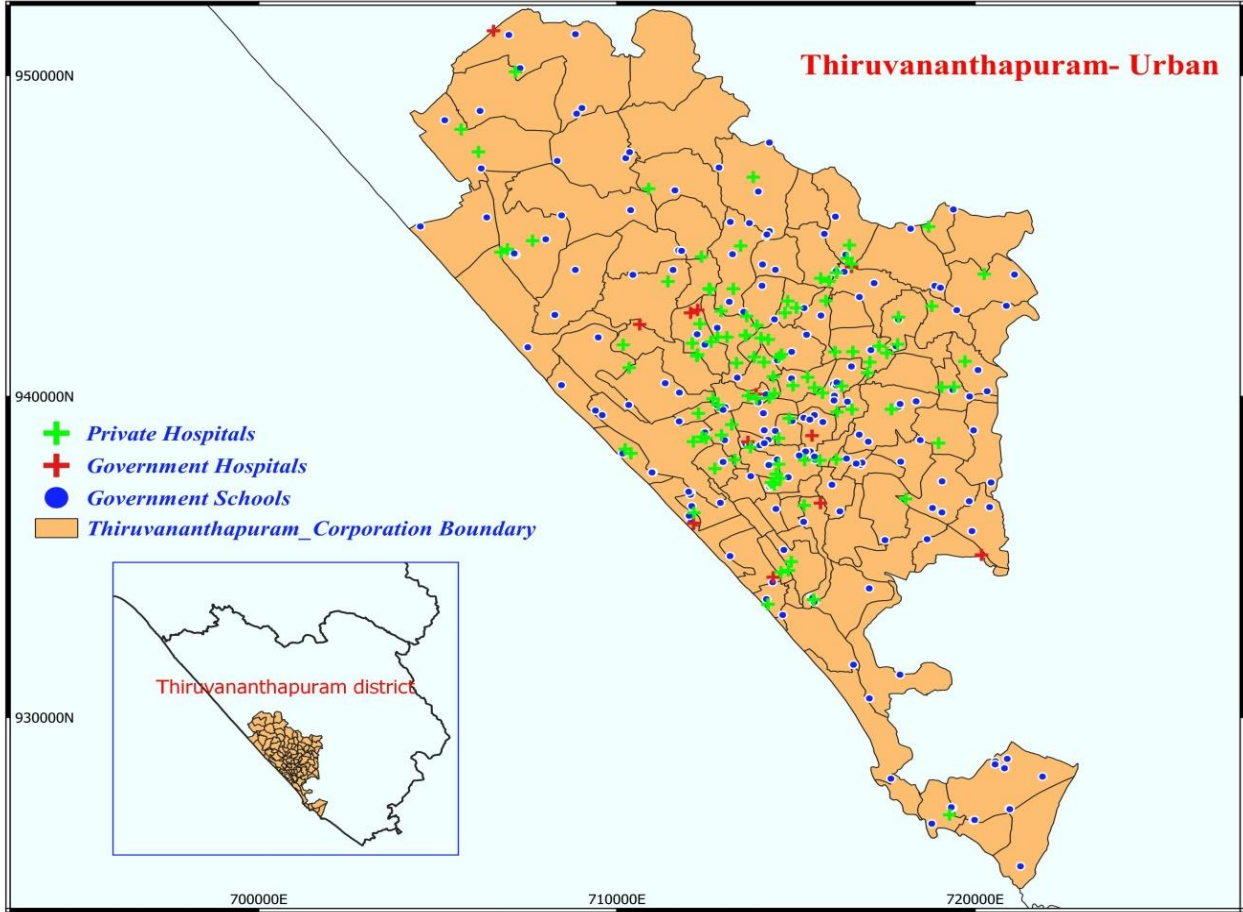 Thiruvananthapuram- Urban
950000N
940000N
930000N
Private Hospitals
Government Hospitals
Government Schools
Thiruvananthapuram_Corporation Boundary
Thiruvananthapuram district
700000E
710000E
720000E